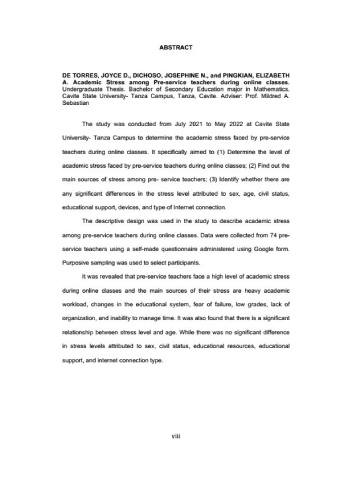 ABSTRACT
DE TORRES, JOYCE D., DICHOSO, JOSEPHINE N., and PINGKIAN, ELIZABETH
A. Academic Stress among Pre-service teachers during online classes.
Undergraduate Thesis. Bachelor of Secondary Education major in Mathematics.
Cavite State University- Tanza Campus, Tanza, Cavite. Adviser: Prof. Mildred A.
Sebastian
The study was conducted from July 2021 to May 2022 at Cavite State
University- Tanza Campus to determine the academic stress faced by pre-service
teachers during online classes. It specifically aimed to (1) Determine the level of
academic stress faced by pre-service teachers during online classes; (2) Find out the
main sources of stress among pre- service teachers; (3) Identify whether there are
any significant differences in the stress level attributed to sex, age, civil status,
educational support, devices, and type of Internet connection.
The descriptive design was used in the study to describe academic stress
among pre-service teachers during online classes. Data were collected from 74 pre-
service teachers using a self-made questionnaire administered using Google form.
Purposive sampling was used to select participants.
It was revealed that pre-service teachers face a high level of academic stress
during online classes and the main sources of their stress are heavy academic
workload, changes in the educational system, fear of failure, low grades, lack of
organization, and inability to manage time. It was also found that there is a significant
relationship between stress level and age. While there was no significant difference
in stress levels attributed to sex, civil status, educational resources, educational
support, and internet connection type.
viii